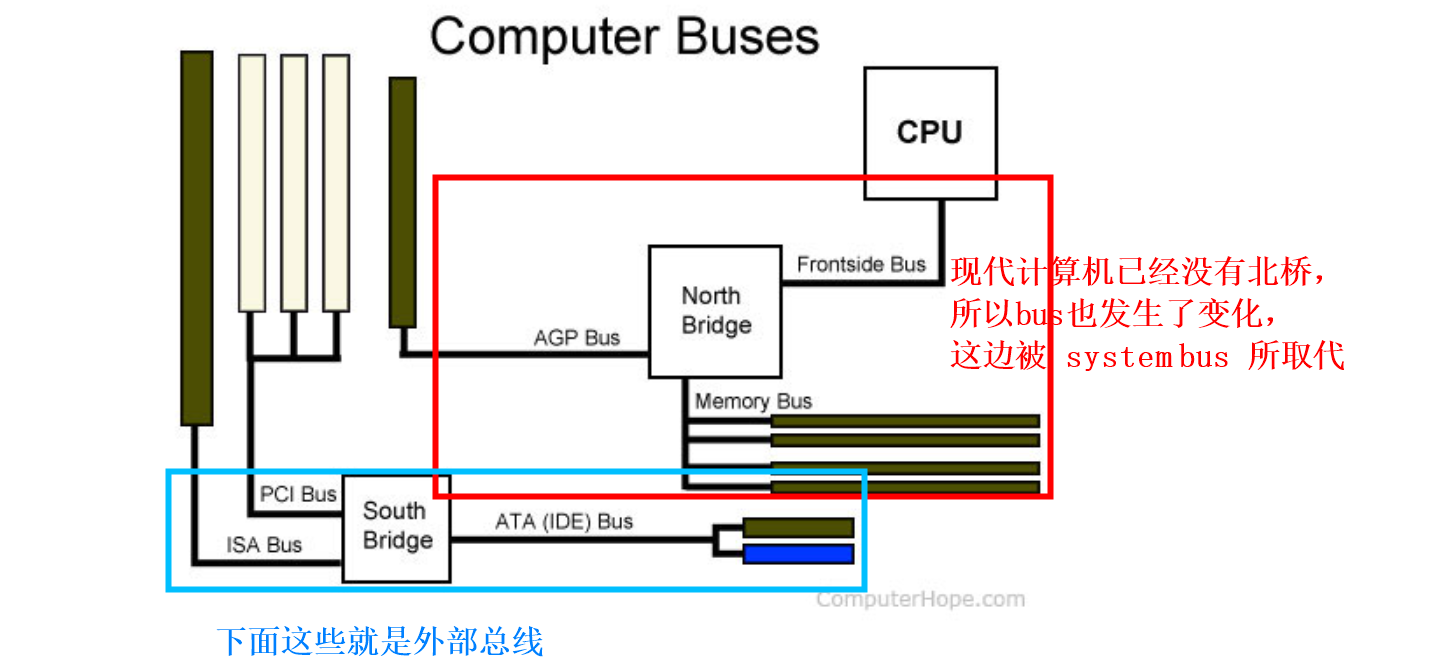 Computer Buses
CPU
Frontside Bus
North
Bridge
现代计算机已经没有北桥，
所以bus也发生了变化，
这边被 system bus 所取代
AGP Bus
Memory Bus
PCI Bus
South
Bridge
ATA (IDE) Bus
ISA Bus
ComputerHope.com
下面这些就是外部总线